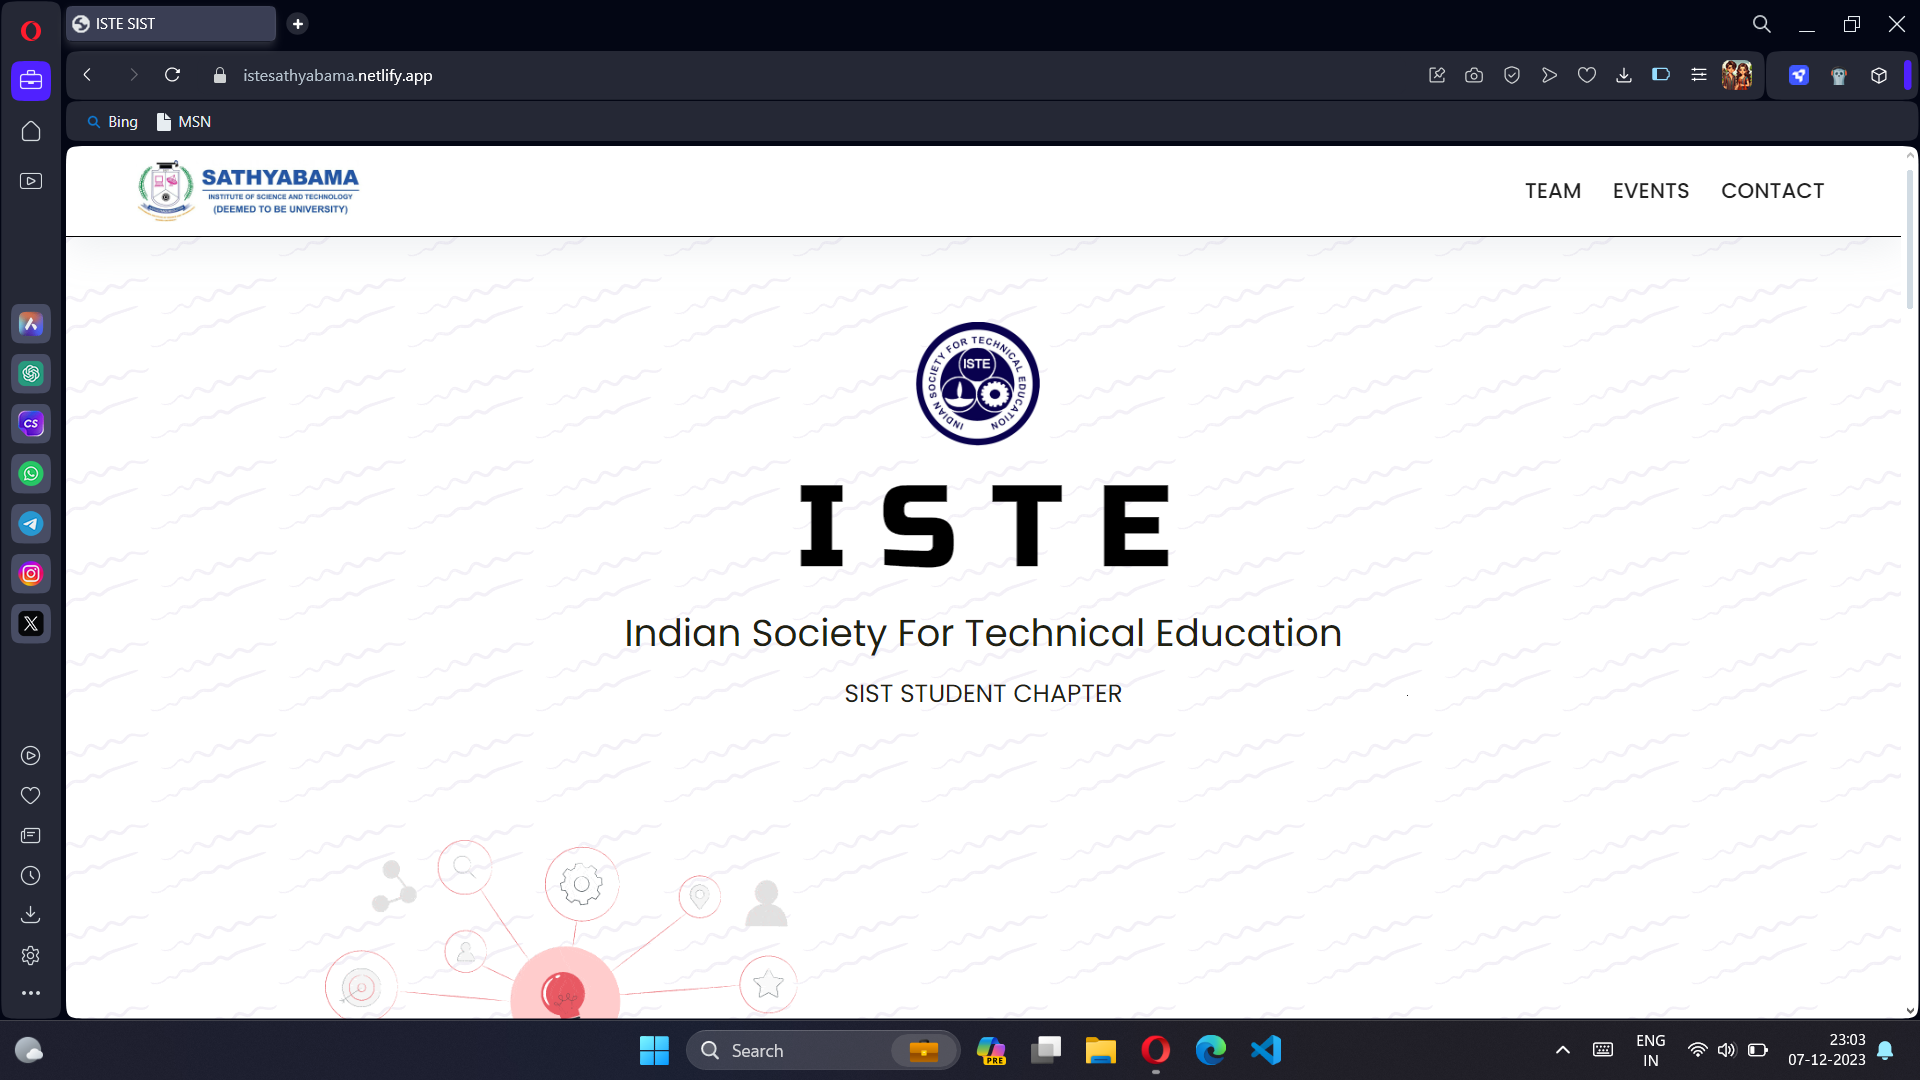 ISTE SIST
istesathyabama.netlify.app
Bing
MSN
SATHYABAMA
INSTITUTE OF SCIENCE AND TECHNOLOGY
(DEEMED TO BE UNIVERSITY)
TEAM
EVENTS
CONTACT
INDIAN SOCIETY FOR TECHNICAL EDUCATION
ISTE
ISTE
Indian Society For Technical Education
SIST STUDENT CHAPTER
CS
Search
PRE
ENG
IN
23:03
07-12-2023